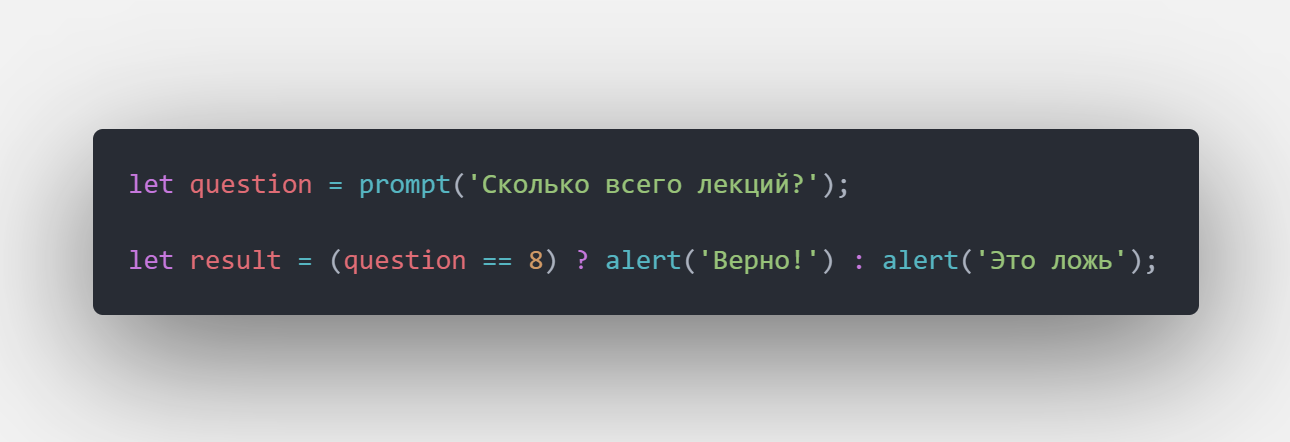 let question = prompt('Сколько всего лекций?');
let result = (question == 8) ? alert('Верно!') : alert('Это ложь');